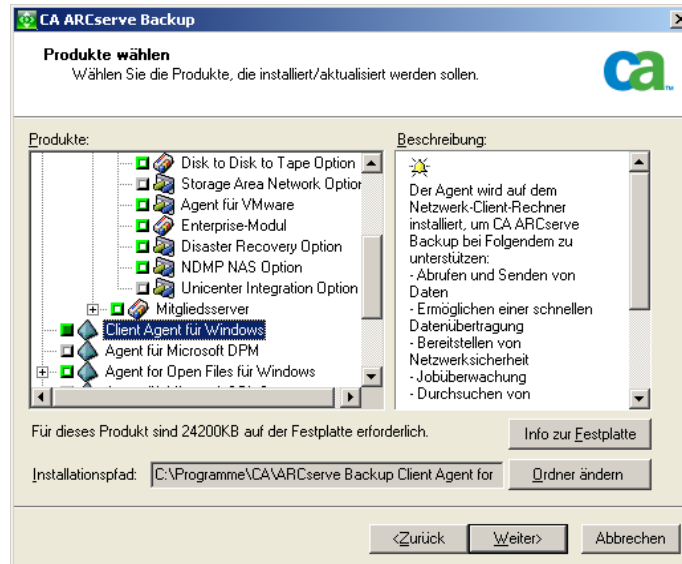 CA ARCserve Backup
Produkte wählen
Wählen Sie die Produkte, die installiert/aktualisiert werden sollen.
ca
Produkte:
Disk to Disk to Tape Option
Storage Area Network Option
Agent für VMware
Enterprise-Modul
Disaster Recovery Option
NDMP NAS Option
Unicenter Integration Option
Mitgliedsserver
Client Agent für Windows
Agent für Microsoft DPM
Agent for Open Files für Windows
Beschreibung:
Der Agent wird auf dem
Netzwerk-Client-Rechner
installiert, um CA ARCserve
Backup bei Folgendem zu
unterstützen:
- Abrufen und Senden von
Daten
- Ermöglichen einer schnellen
Datenübertragung
- Bereitstellen von
Netzwerksicherheit
- Jobüberwachung
- Durchsuchen von
Für dieses Produkt sind 24200KB auf der Festplatte erforderlich.
Info zur Festplatte
Installationspfad: C:\Programme\CA\ARCserve Backup Client Agent for
Ordner ändern
<Zurück
Weiter>
Abbrechen